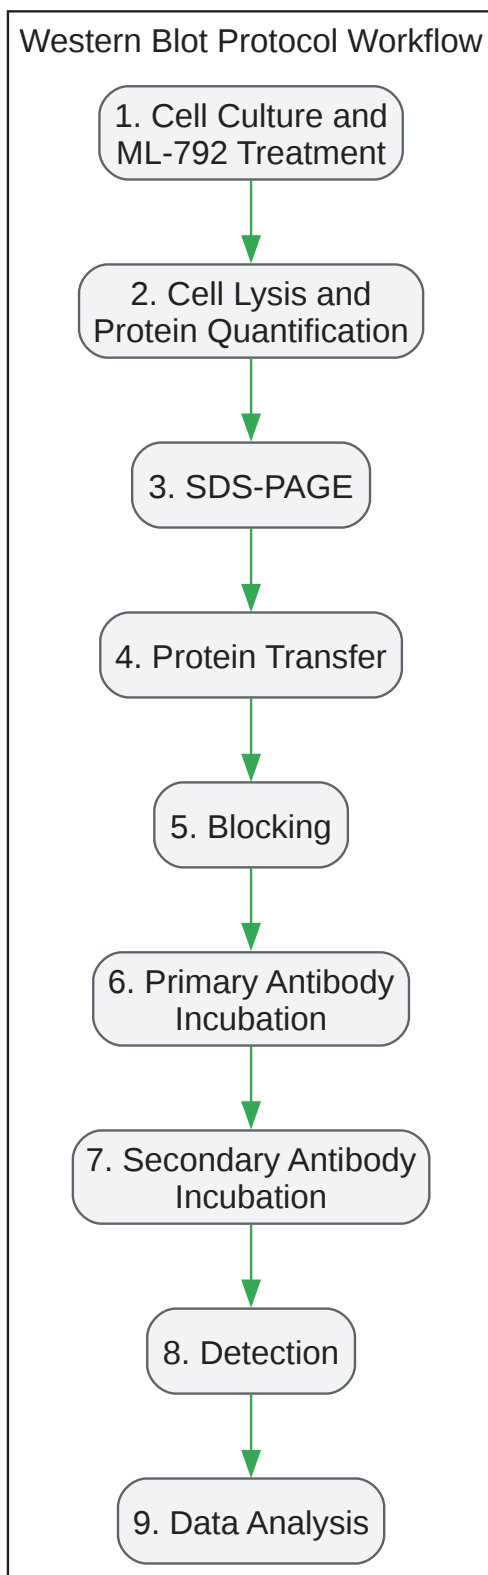 Western Blot Protocol Workflow
1. Cell Culture and
ML-792 Treatment
2. Cell Lysis and
Protein Quantification
3. SDS-PAGE
4. Protein Transfer
5. Blocking
6. Primary Antibody
Incubation
7. Secondary Antibody
Incubation
8. Detection
9. Data Analysis